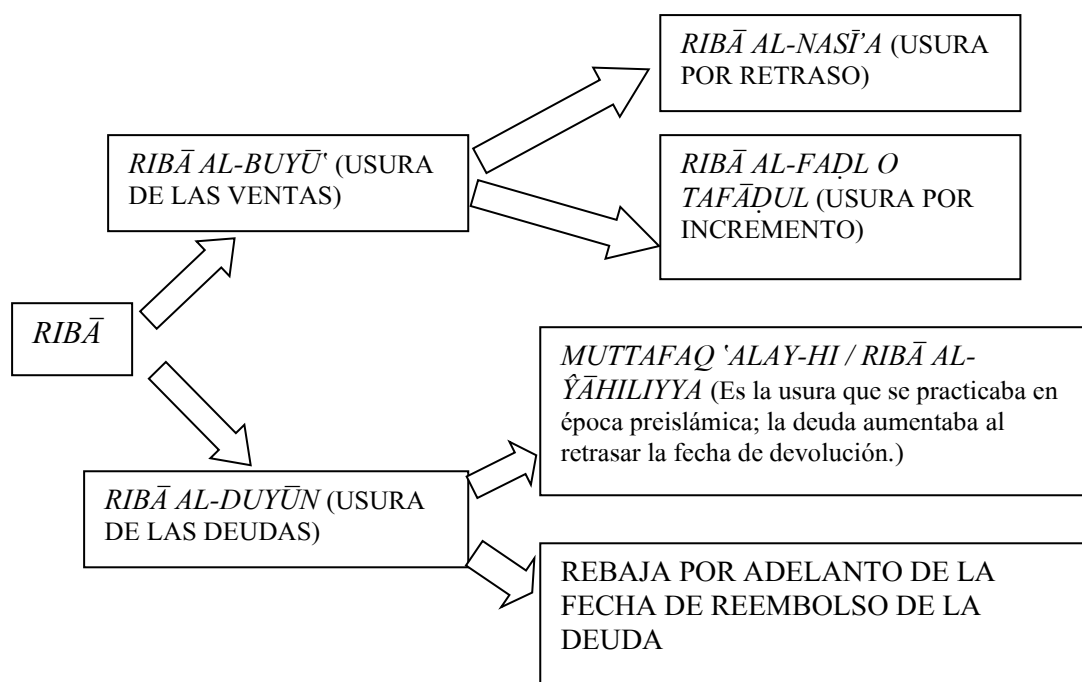 RIBĀ AL-NASĪ’A (USURA
POR RETRASO)
RIBĀ AL-BUYŪ‘ (USURA
DE LAS VENTAS)
RIBĀ AL-FAḌL O
TAFĀḌUL (USURA POR
INCREMENTO)
RIBĀ
MUTTAFAQ ‘ALAY-HI / RIBĀ AL-
ŶĀHILIYYA (Es la usura que se practicaba en
época preislámica; la deuda aumentaba al
retrasar la fecha de devolución.)
RIBĀ AL-DUYŪN (USURA
DE LAS DEUDAS)
REBAJA POR ADELANTO DE LA
FECHA DE REEMBOLSO DE LA
DEUDA